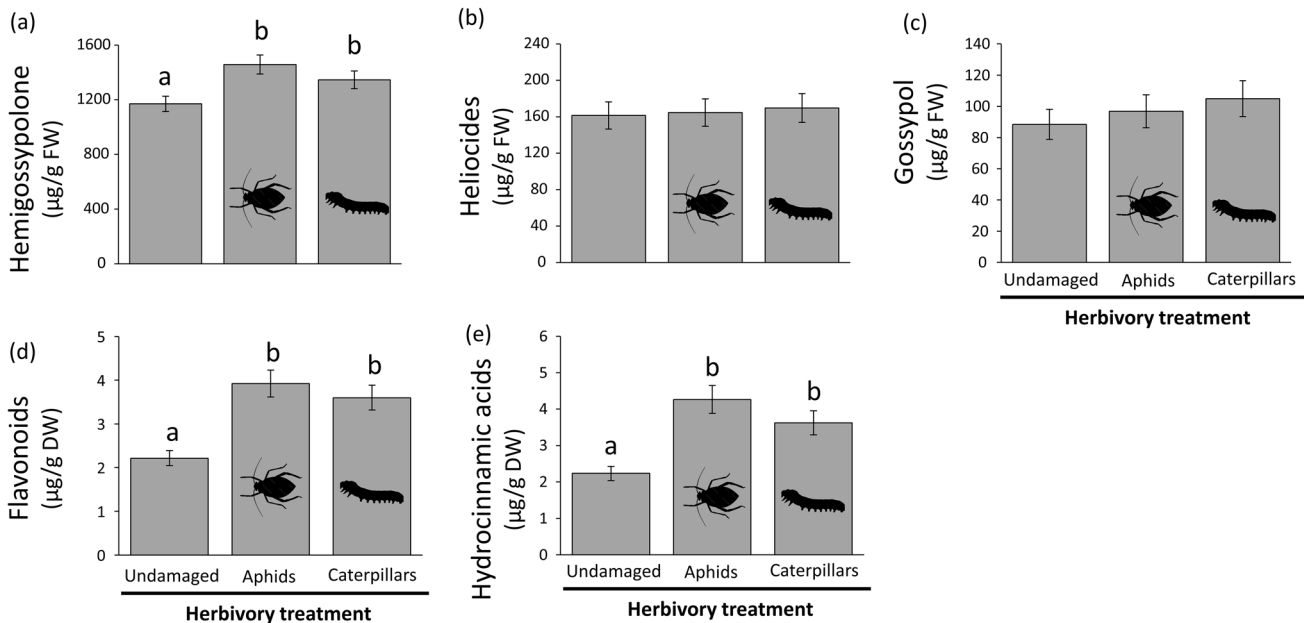 (a)
Hemigossypolone
(µg/g FW)
1600
1200
800
400
0
a
b
b
(b)
Heliocides
(µg/g FW)
240
200
160
120
80
40
0
(c)
Gossypol
(µg/g FW)
140
120
100
80
60
40
20
0
Undamaged Aphids Caterpillars
Herbivory treatment
(d)
Flavonoids
(µg/g DW)
5
4
3
2
1
0
a
b
b
Undamaged Aphids Caterpillars
Herbivory treatment
(e)
Hydrocinnamic acids
(µg/g DW)
6
5
4
3
2
1
0
a
b
b
Undamaged Aphids Caterpillars
Herbivory treatment